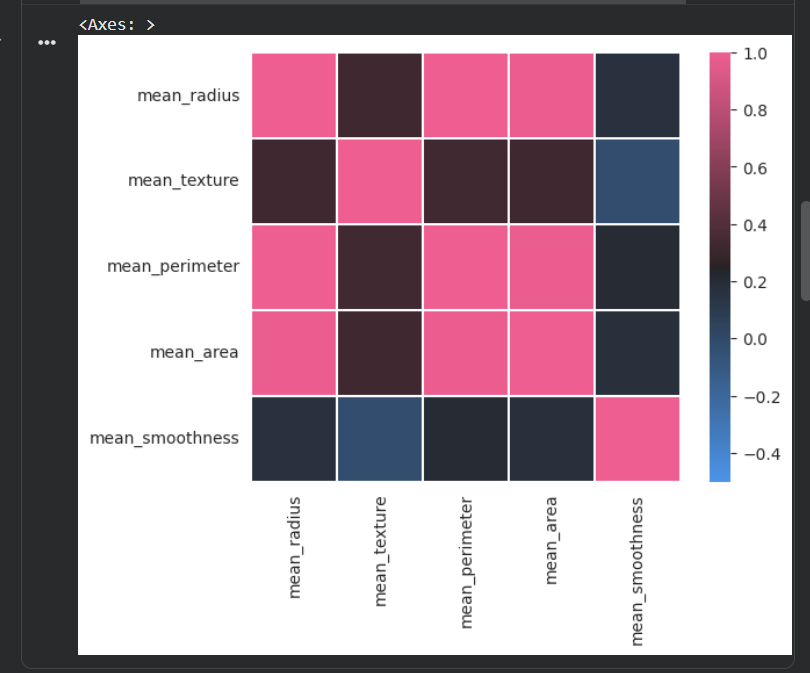 <Axes: >
mean_radius
mean_texture
mean_perimeter
mean_area
mean_smoothness
mean_radius
mean_texture
mean_perimeter
mean_area
mean_smoothness
1.0
0.8
0.6
0.4
0.2
0.0
−0.2
−0.4